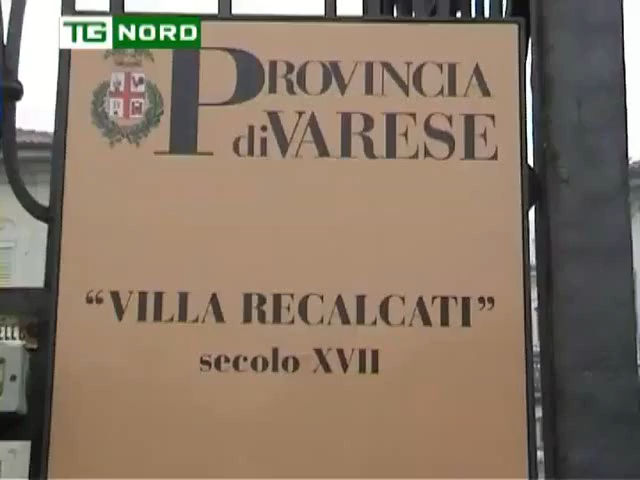 TG NORD
PROVINCIA
di VARESE
“VILLA RECALCATI”
secolo XVII